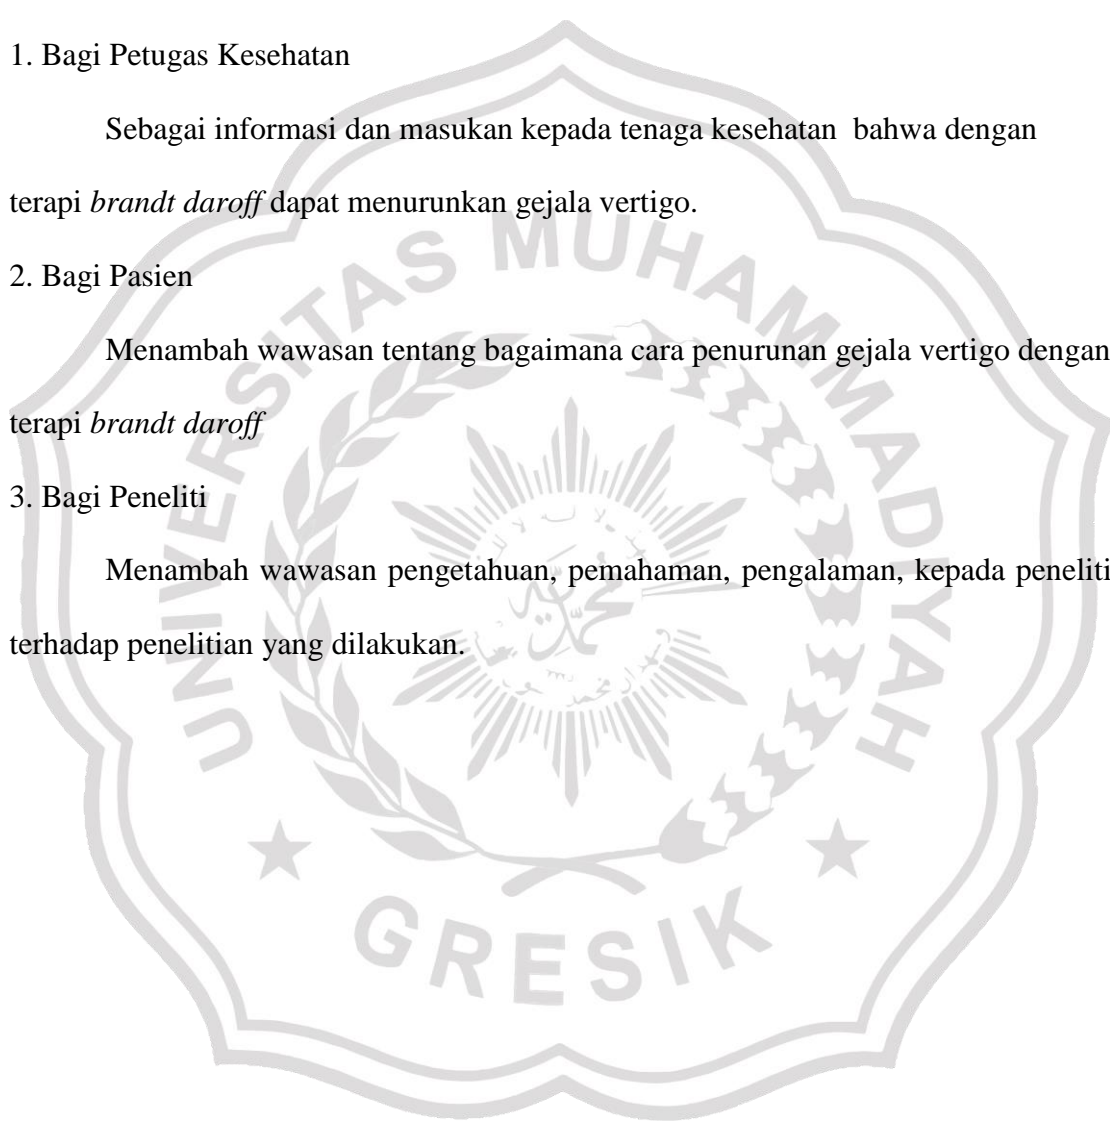 1. Bagi Petugas Kesehatan
Sebagai informasi dan masukan kepada tenaga kesehatan  bahwa dengan
terapi brandt daroff dapat menurunkan gejala vertigo.
2. Bagi Pasien
Menambah wawasan tentang bagaimana cara penurunan gejala vertigo dengan
terapi brandt daroff
3. Bagi Peneliti
Menambah wawasan pengetahuan, pemahaman, pengalaman, kepada peneliti
terhadap penelitian yang dilakukan.
UNIVERSITAS MUHAMMADIYAH
GRESIK